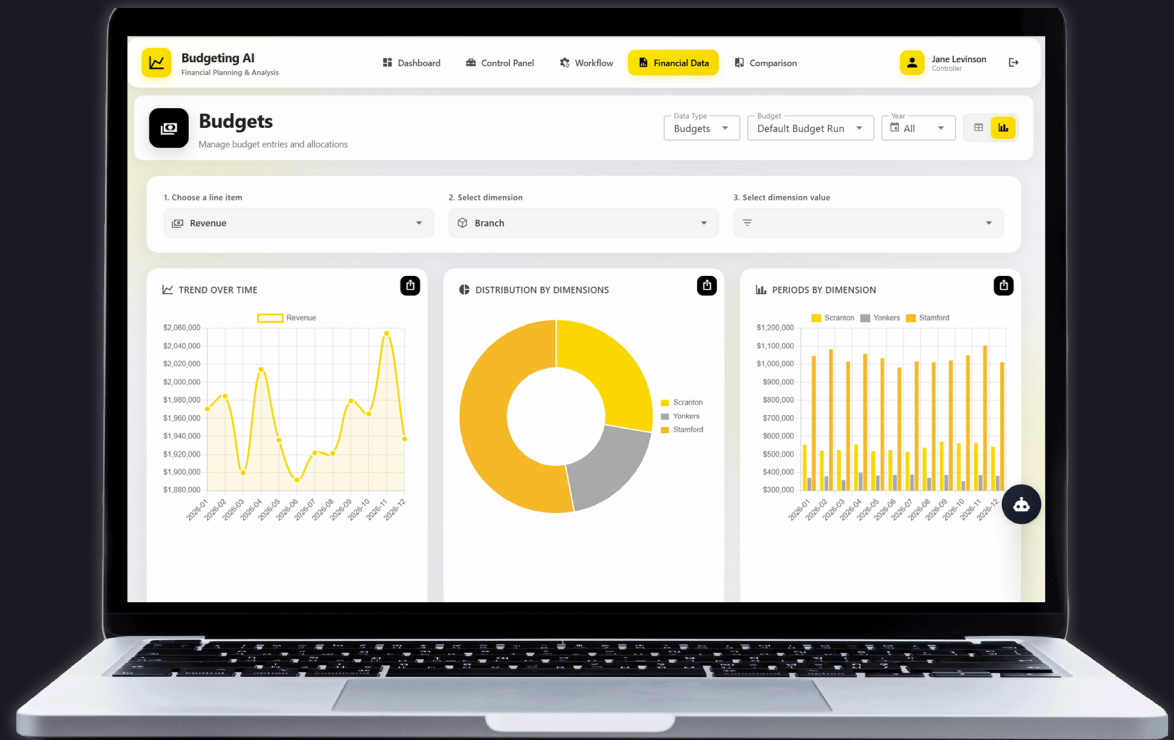 Budgeting AI
Financial Planning & Analysis
Dashboard
Control Panel
Workflow
Financial Data
Comparison
Jane Levinson
Controller
Budgets
Manage budget entries and allocations
Data Type
Budgets
Budget
Default Budget Run
Year
All
1. Choose a line item
Revenue
2. Select dimension
Branch
3. Select dimension value
TREND OVER TIME
Revenue
$2,060,000
$2,040,000
$2,020,000
$2,000,000
$1,980,000
$1,960,000
$1,940,000
$1,920,000
$1,900,000
$1,880,000
2026-01
2026-02
2026-03
2026-04
2026-05
2026-06
2026-07
2026-08
2026-09
2026-10
2026-11
2026-12
DISTRIBUTION BY DIMENSIONS
Scranton
Yonkers
Stamford
PERIODS BY DIMENSION
Scranton
Yonkers
Stamford
$1,200,000
$1,100,000
$1,000,000
$900,000
$800,000
$700,000
$600,000
$500,000
$400,000
$300,000
2026-01
2026-02
2026-03
2026-04
2026-05
2026-06
2026-07
2026-08
2026-09
2026-10
2026-11
2026-12
control
option
command
command
option